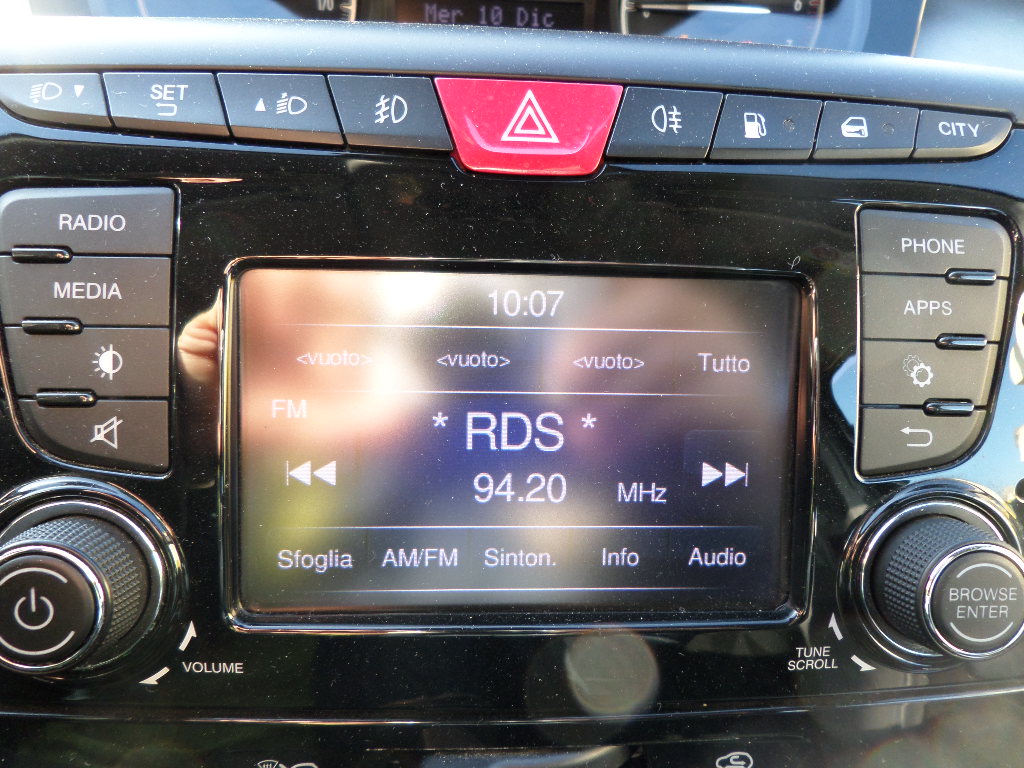 Mer 10 Dic
SET
CITY
RADIO
MEDIA
PHONE
APPS
10:07
<vuoto> <vuoto> <vuoto> Tutto
FM
* RDS *
94.20 MHz
Sfoglia AM/FM Sinton. Info Audio
VOLUME
BROWSE
ENTER
TUNE
SCROLL